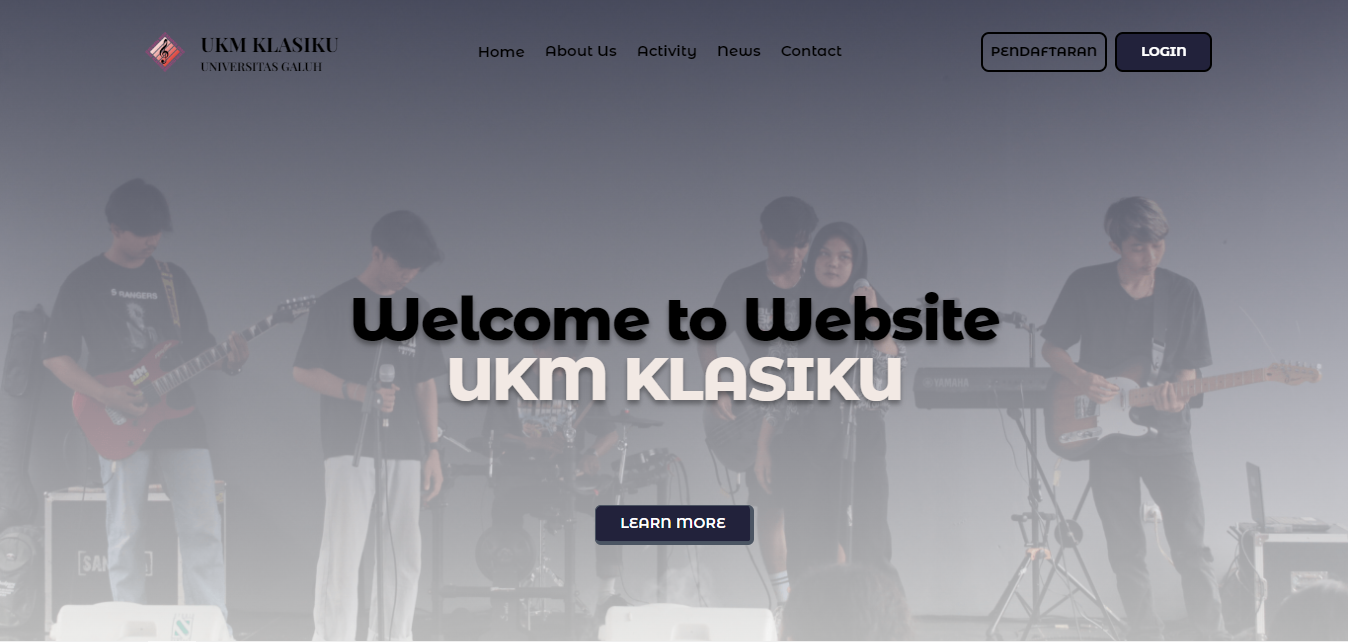 UKM KLASIKU
UNIVERSITAS GALUH
Home About Us Activity News Contact
PENDAFTARAN
LOGIN
Welcome to Website
UKM KLASIKU
LEARN MORE
YAMAHA